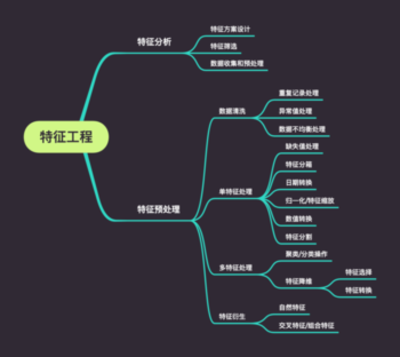 特征工程
特征分析
特征方案设计
特征筛选
数据收集和预处理
特征预处理
数据清洗
重复记录处理
异常值处理
数据不均衡处理
单特征处理
缺失值处理
特征分箱
日期转换
归一化/特征缩放
数值转换
特征分割
多特征处理
聚类/分类操作
特征降维
特征选择
特征转换
特征衍生
自然特征
交叉特征/组合特征